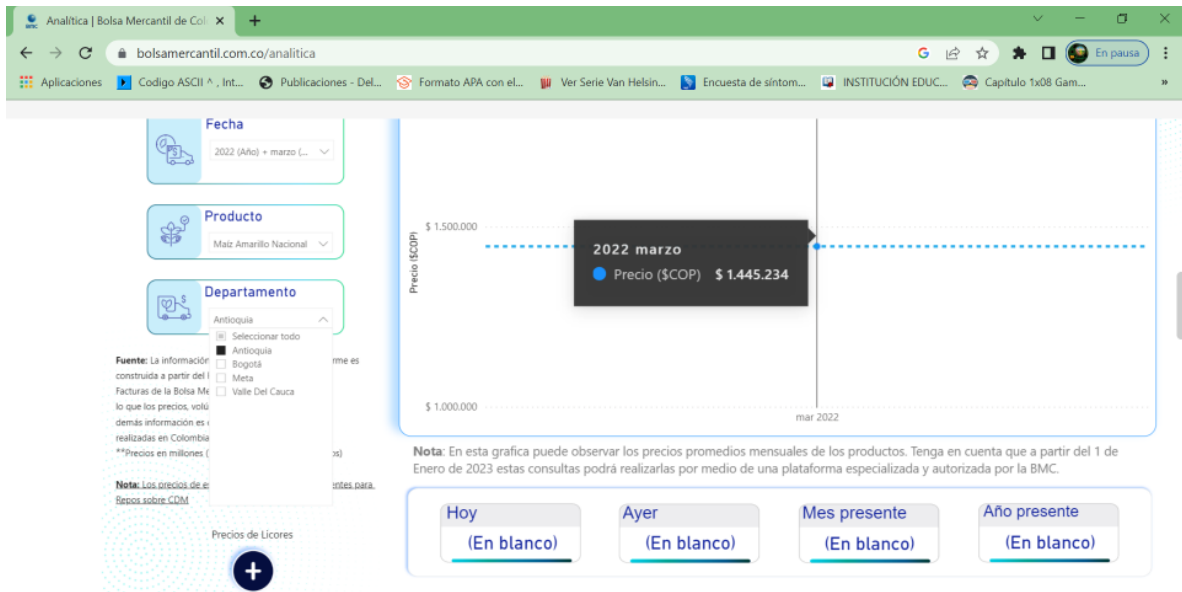 Analítica | Bolsa Mercantil de Col
bolsamercantil.com.co/analitica
En pausa
Aplicaciones
Codigo ASCII ^ , Int...
Publicaciones - Del...
Formato APA con el...
Ver Serie Van Helsin...
Encuesta de síntom...
INSTITUCIÓN EDUC...
Capítulo 1x08 Gam...
Fecha
2022 (Año) + marzo (...
Producto
Maíz Amarillo Nacional
Departamento
Antioquia
Seleccionar todo
Antioquia
Bogotá
Meta
Valle Del Cauca
Fuente: La información rme es
construida a partir del
Facturas de la Bolsa Me
lo que los precios, volú
demás información es
realizadas en Colombia
**Precios en millones ( os)
Nota: Los precios de es entes para
Repos sobre CDM
Precios de Licores
Precio ($COP)
$ 1.500.000
2022 marzo
Precio ($COP) $ 1.445.234
$ 1.000.000
mar 2022
Nota: En esta grafica puede observar los precios promedios mensuales de los productos. Tenga en cuenta que a partir del 1 de
Enero de 2023 estas consultas podrá realizarlas por medio de una plataforma especializada y autorizada por la BMC.
Hoy
(En blanco)
Ayer
(En blanco)
Mes presente
(En blanco)
Año presente
(En blanco)